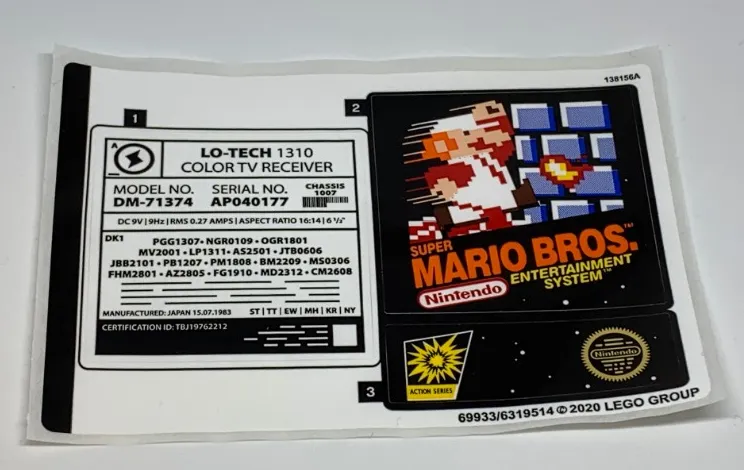 138156A
1
LO-TECH 1310
COLOR TV RECEIVER
MODEL NO. SERIAL NO. CHASSIS
DM-71374 AP040177 1007
DC 9V | 9Hz | RMS 0.27 AMPS | ASPECT RATIO 16:14 | 6 ½"
DK1
PGG1307 • NGR0109 • OGR1801
MV2001 • LP1311 • AS2501 • JTB0606
JBB2101 • PB1207 • PM1808 • BM2209 • MS0306
FHM2801 • AZ2805 • FG1910 • MD2312 • CM2608
MANUFACTURED: JAPAN 15.07.1983 ST | TT | EW | MH | KR | NY
CERTIFICATION ID: TBJ19762212
2
SUPER
MARIO BROS.™
Nintendo
ENTERTAINMENT
SYSTEM™
3
ACTION SERIES
Nintendo
69933/6319514 © 2020 LEGO GROUP